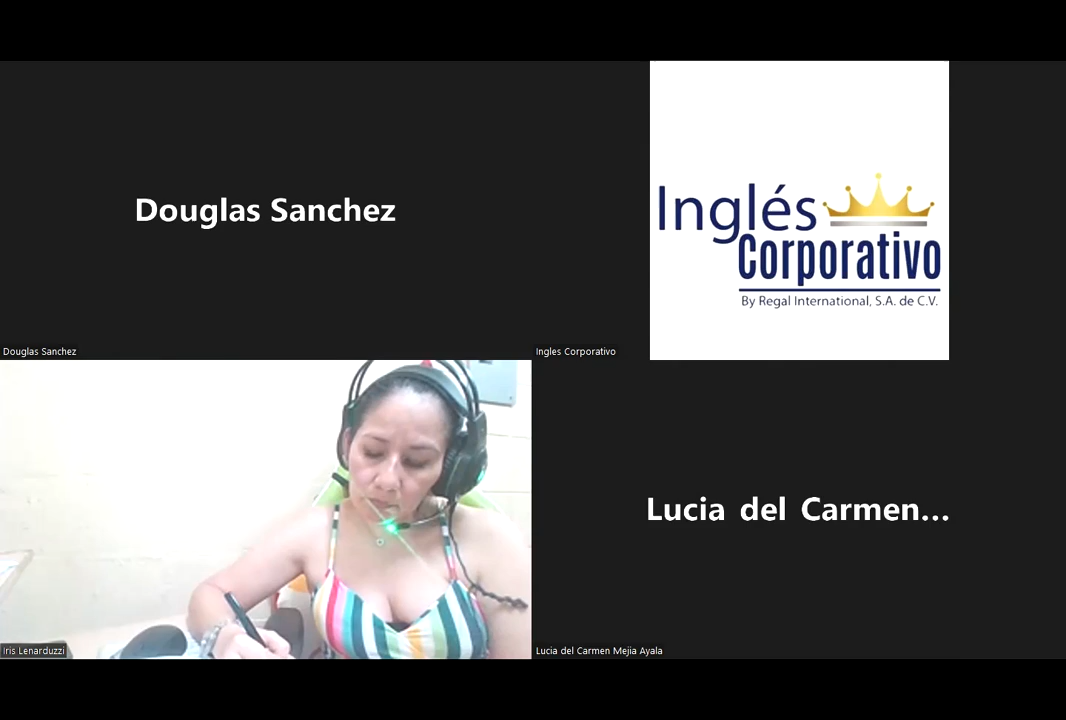 Douglas Sanchez
Inglés
Corporativo
By Regal International, S.A. de C.V.
Douglas Sanchez
Ingles Corporativo
Lucia del Carmen...
Iris Lenarduzzi
Lucia del Carmen Mejia Ayala